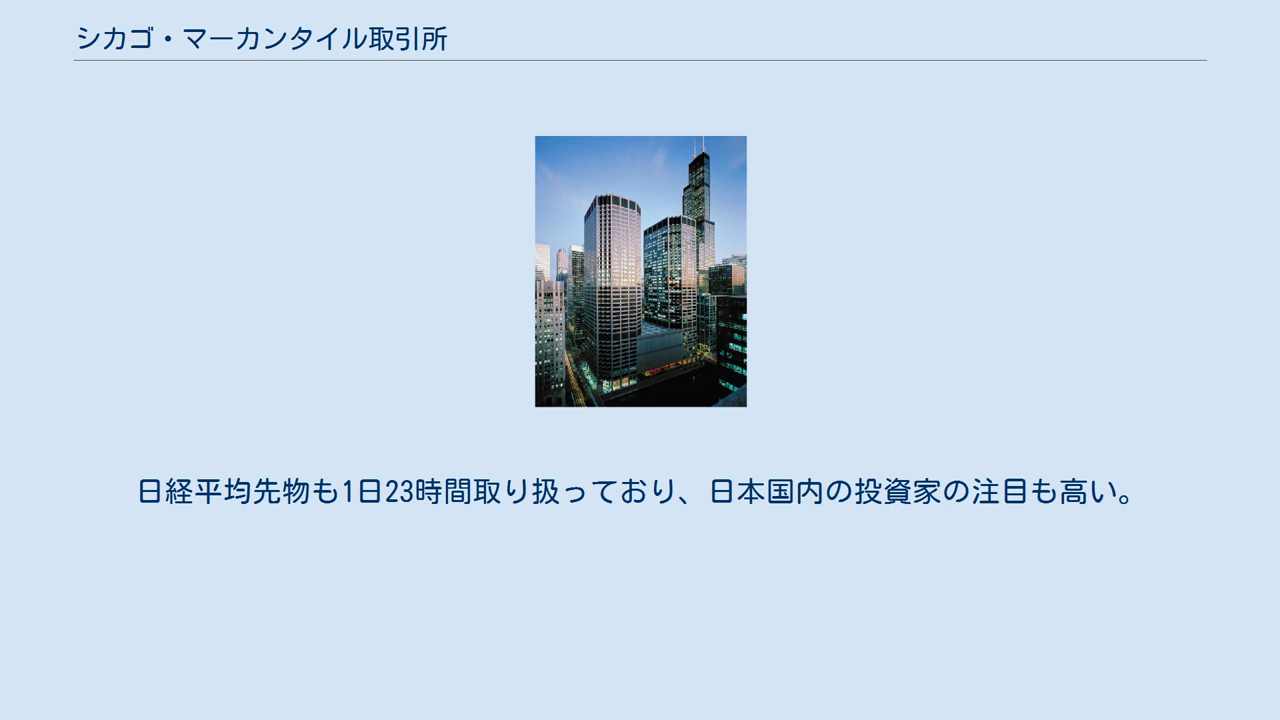 シカゴ・マーカンタイル取引所
日経平均先物も1日23時間取り扱っており、日本国内の投資家の注目も高い。